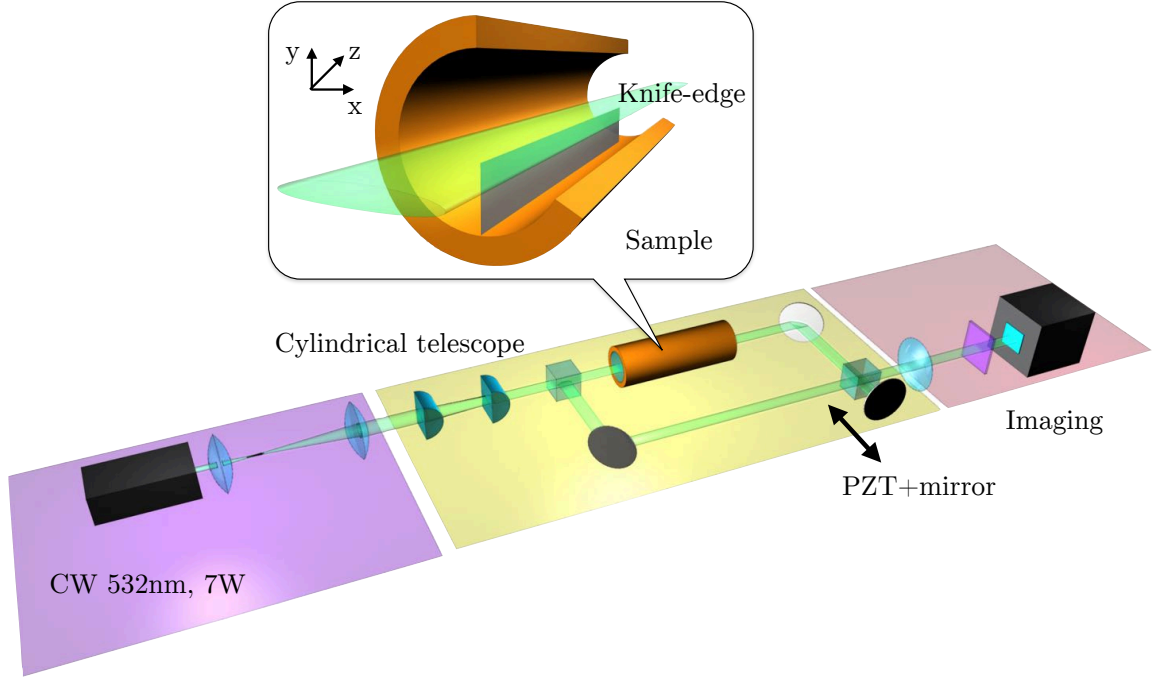 y
z
x
Knife-edge
Sample
Cylindrical telescope
Imaging
PZT+mirror
CW 532nm, 7W